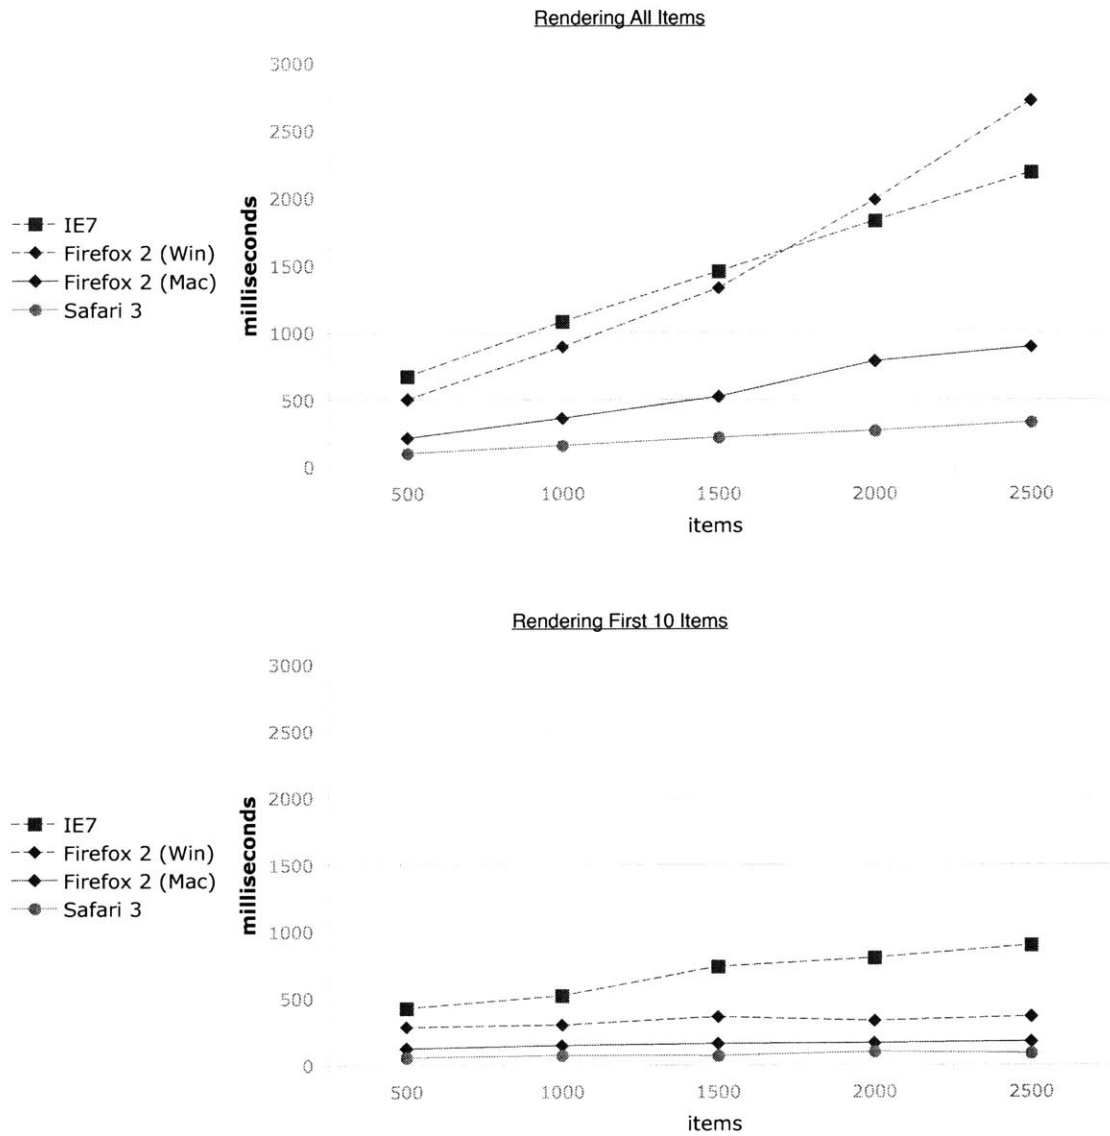 Rendering All Items
3000
2500
2000
1500
1000
500
0
milliseconds
IE7
Firefox 2 (Win)
Firefox 2 (Mac)
Safari 3
500 1000 1500 2000 2500
items
Rendering First 10 Items
3000
2500
2000
1500
1000
500
0
milliseconds
IE7
Firefox 2 (Win)
Firefox 2 (Mac)
Safari 3
500 1000 1500 2000 2500
items